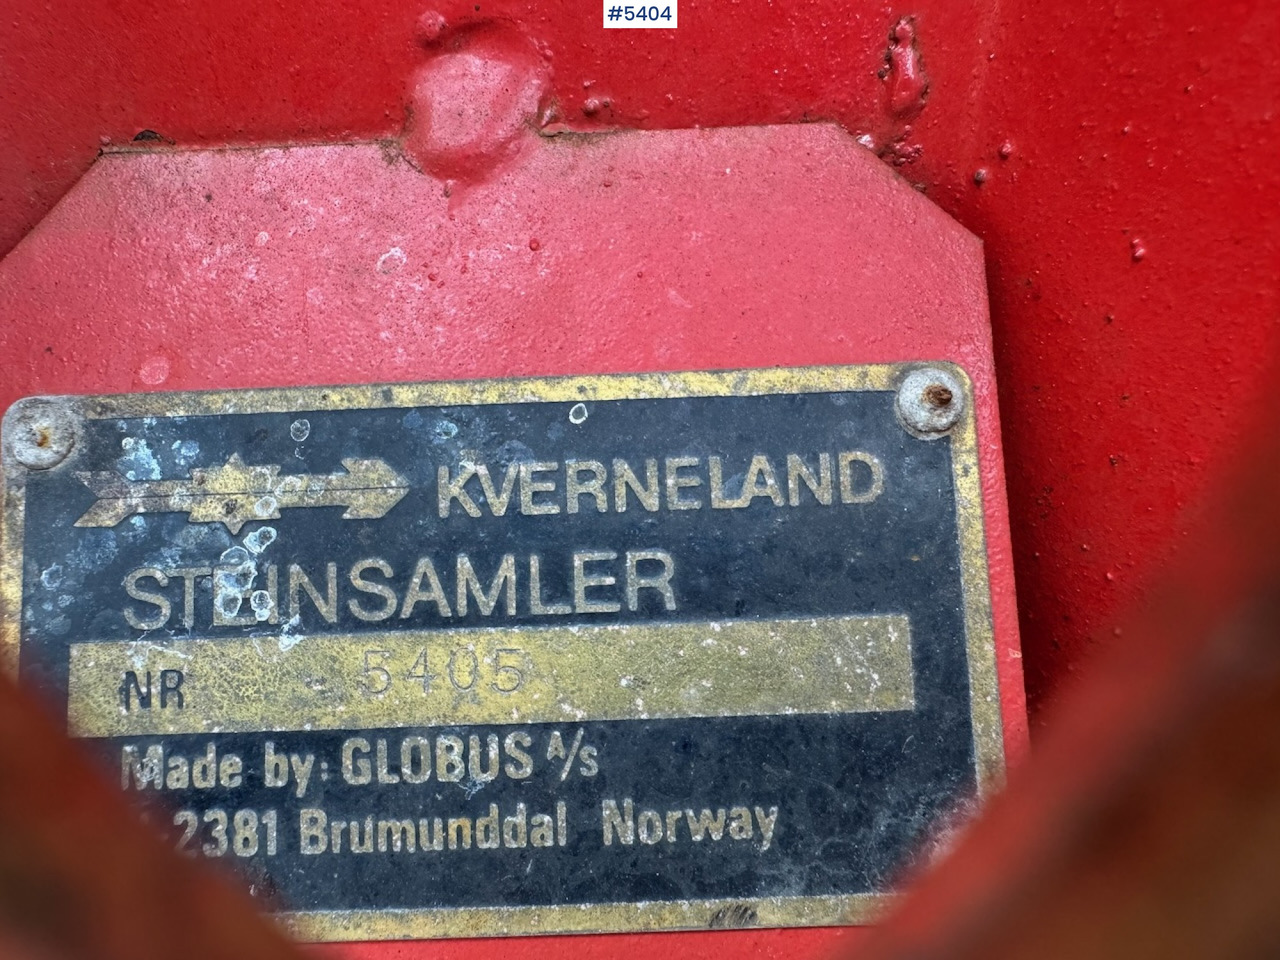 #5404
KVERNELAND
STEINSAMLER
NR 5405
Made by: GLOBUS A/S
2381 Brumunddal Norway